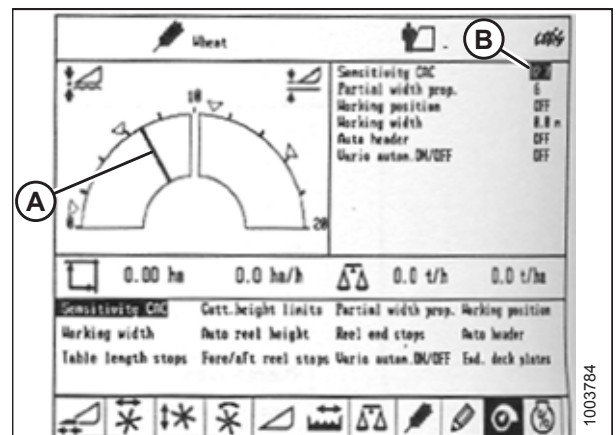 Wheat
B
A
10
0
20
Sensitivity CAC
Partial width prop. 6
Working position OFF
Working width 0.0 m
Auto header OFF
Vario autom.ON/OFF OFF
0.00 ha 0.0 ha/h 0.0 t/h 0.0 t/ha
Sensitivity CAC Cutt.height limits Partial width prop. Working position
Working width Auto reel height Reel end stops Auto header
Table length stops Fore/aft reel stops Vario autom.ON/OFF End. deck plates
%
1003784